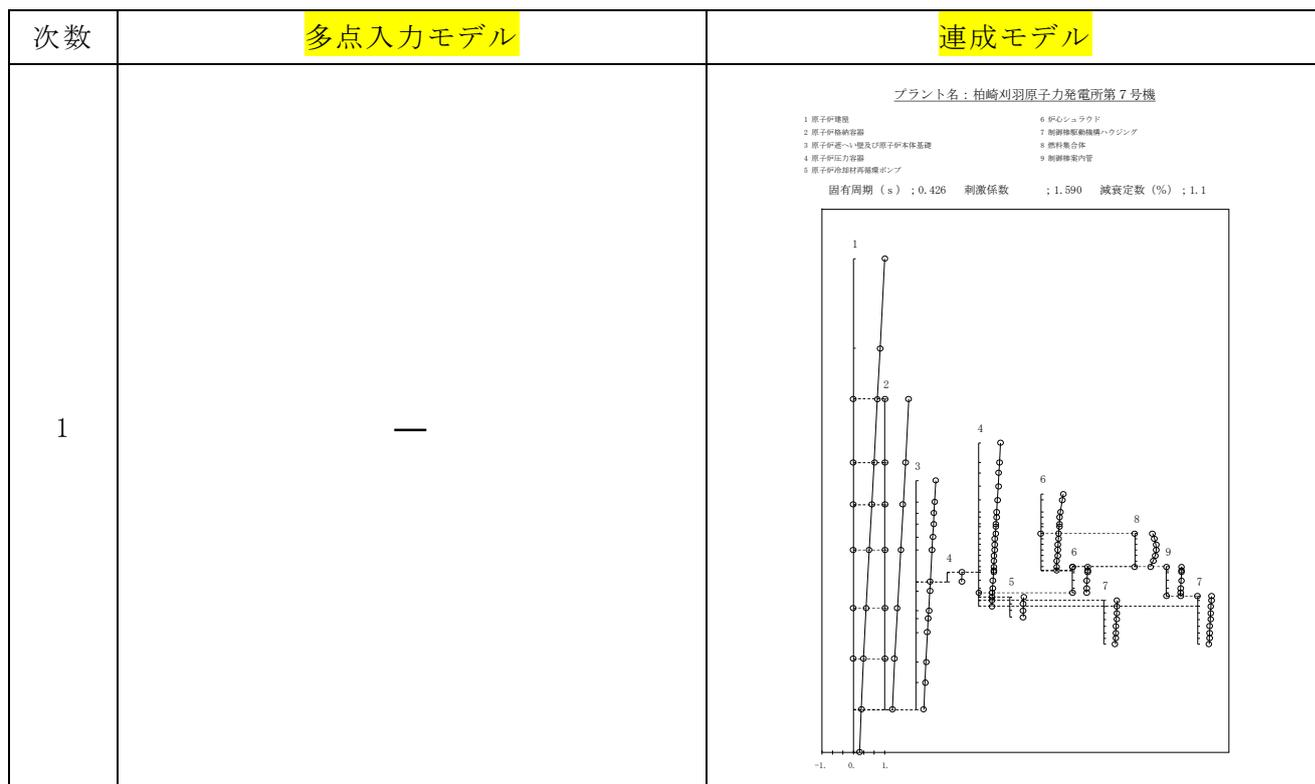 次数 多点入力モデル 連成モデル
1 —
プラント名：柏崎刈羽原子力発電所第７号機
1 原子炉建屋
2 原子炉格納容器
3 原子炉遮へい壁及び原子炉本体基礎
4 原子炉圧力容器
5 原子炉冷却材再循環ポンプ
6 炉心シュラウド
7 制御棒駆動機構ハウジング
8 燃料集合体
9 制御棒案内管
固有周期（ｓ）；0.426 刺激係数 ；1.590 減衰定数（%）；1.1
1
2
4
3
6
8
4 6 9
5 7 7
-1. 0. 1.